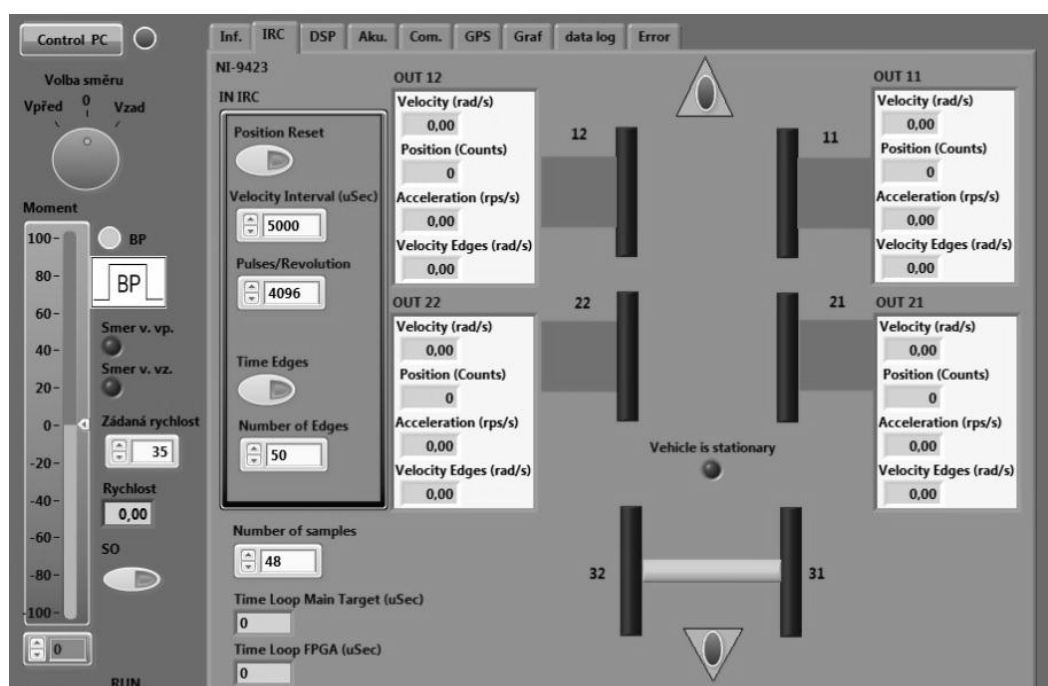 Control PC
Volba směru
Vpřed 0 Vzad
Moment
100
80
60
40
20
0
-20
-40
-60
-80
-100
0
BP
BP
Smer v. vp.
Smer v. vz.
Žádaná rychlost
35
Rychlost
0,00
SO
RUN
Inf. IRC DSP Aku. Com. GPS Graf data log Error
NI-9423
IN IRC
Position Reset
Velocity Interval (uSec)
5000
Pulses/Revolution
4096
Time Edges
Number of Edges
50
Number of samples
48
Time Loop Main Target (uSec)
0
Time Loop FPGA (uSec)
0
OUT 12
Velocity (rad/s)
0,00
Position (Counts)
0
Acceleration (rps/s)
0,00
Velocity Edges (rad/s)
0,00
OUT 22
Velocity (rad/s)
0,00
Position (Counts)
0
Acceleration (rps/s)
0,00
Velocity Edges (rad/s)
0,00
12
11
22
21
Vehicle is stationary
32
31
OUT 11
Velocity (rad/s)
0,00
Position (Counts)
0
Acceleration (rps/s)
0,00
Velocity Edges (rad/s)
0,00
OUT 21
Velocity (rad/s)
0,00
Position (Counts)
0
Acceleration (rps/s)
0,00
Velocity Edges (rad/s)
0,00